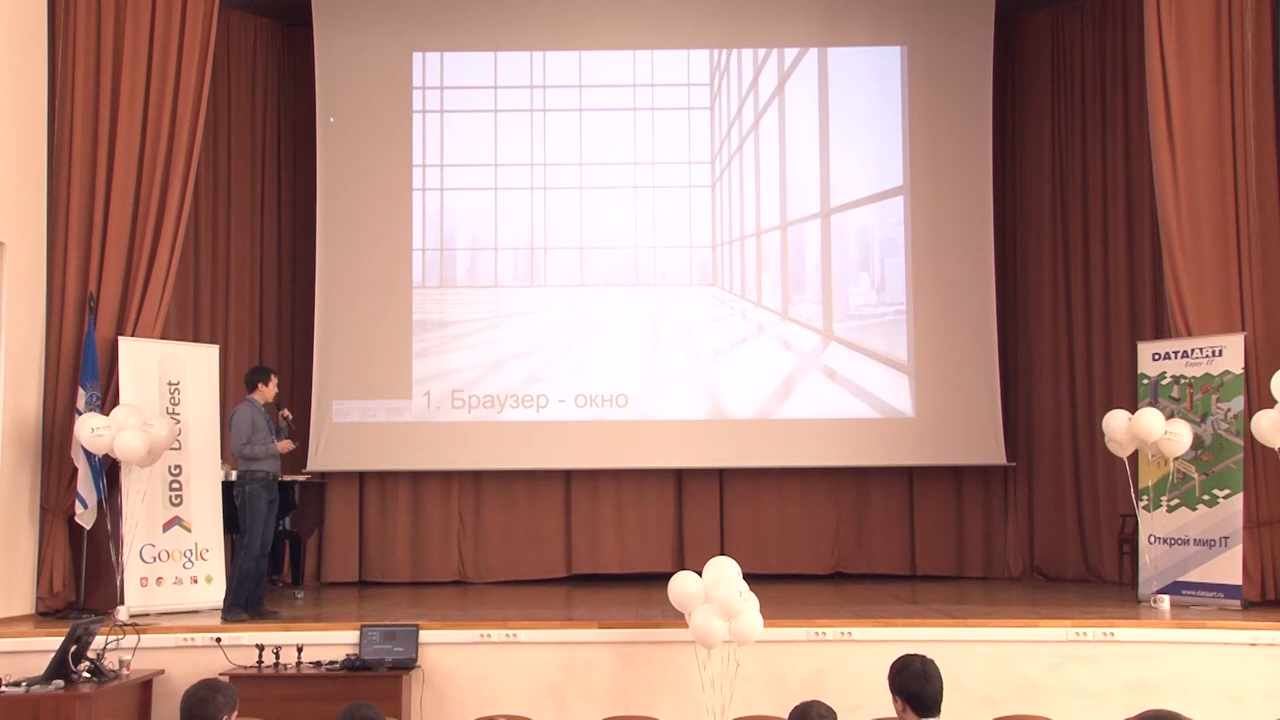 1. Браузер - окно
GDG DevFest
Google
DATAART
Enjoy IT
Открой мир IT
www.dataart.ru